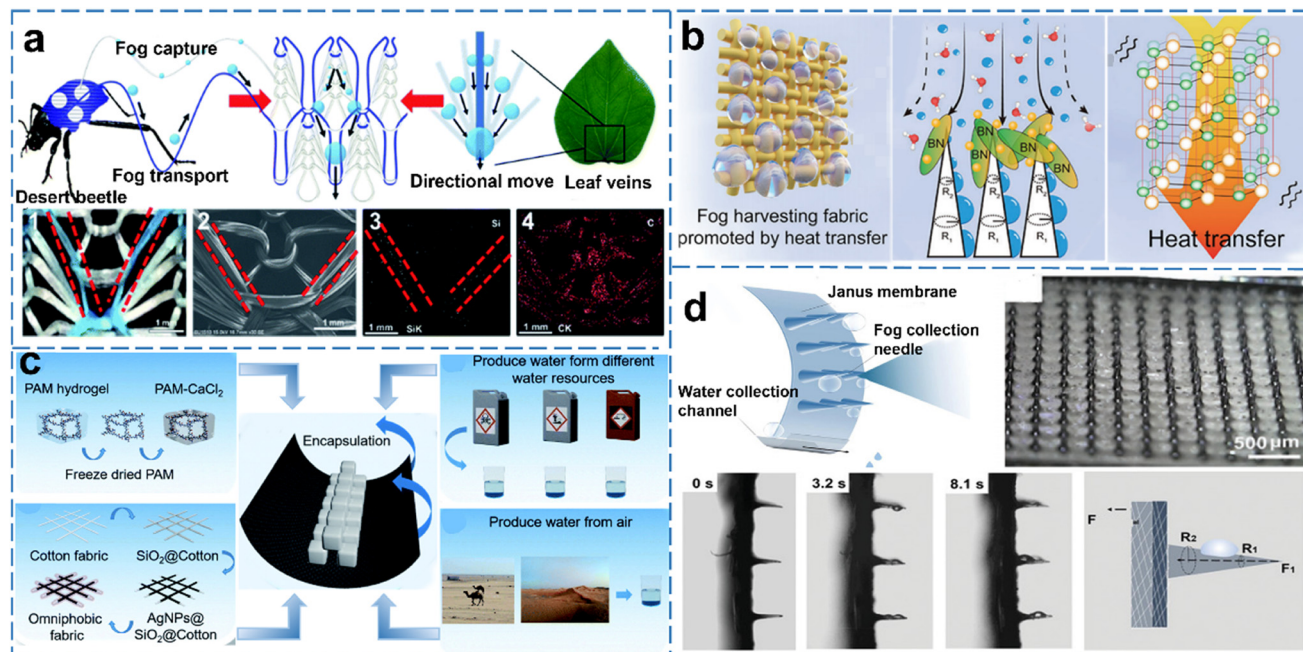 a
Fog capture
Fog transport
Desert beetle
Directional move
Leaf veins
1
1 mm
2
1 mm
3
Si
1 mm
SiK
4
C
1 mm
CK
b
Fog harvesting fabric
promoted by heat transfer
BN
BN
BN
BN
R₂
R₁
R₂
R₁
R₂
R₁
Heat transfer
c
PAM hydrogel
PAM-CaCl₂
Freeze dried PAM
Cotton fabric
SiO₂@Cotton
Omniphobic
fabric
AgNPs@
SiO₂@Cotton
Encapsulation
Produce water form different
water resources
Produce water from air
d
Janus membrane
Fog collection
needle
Water collection
channel
500 μm
0 s
3.2 s
8.1 s
F
R₂
R₁
F₁